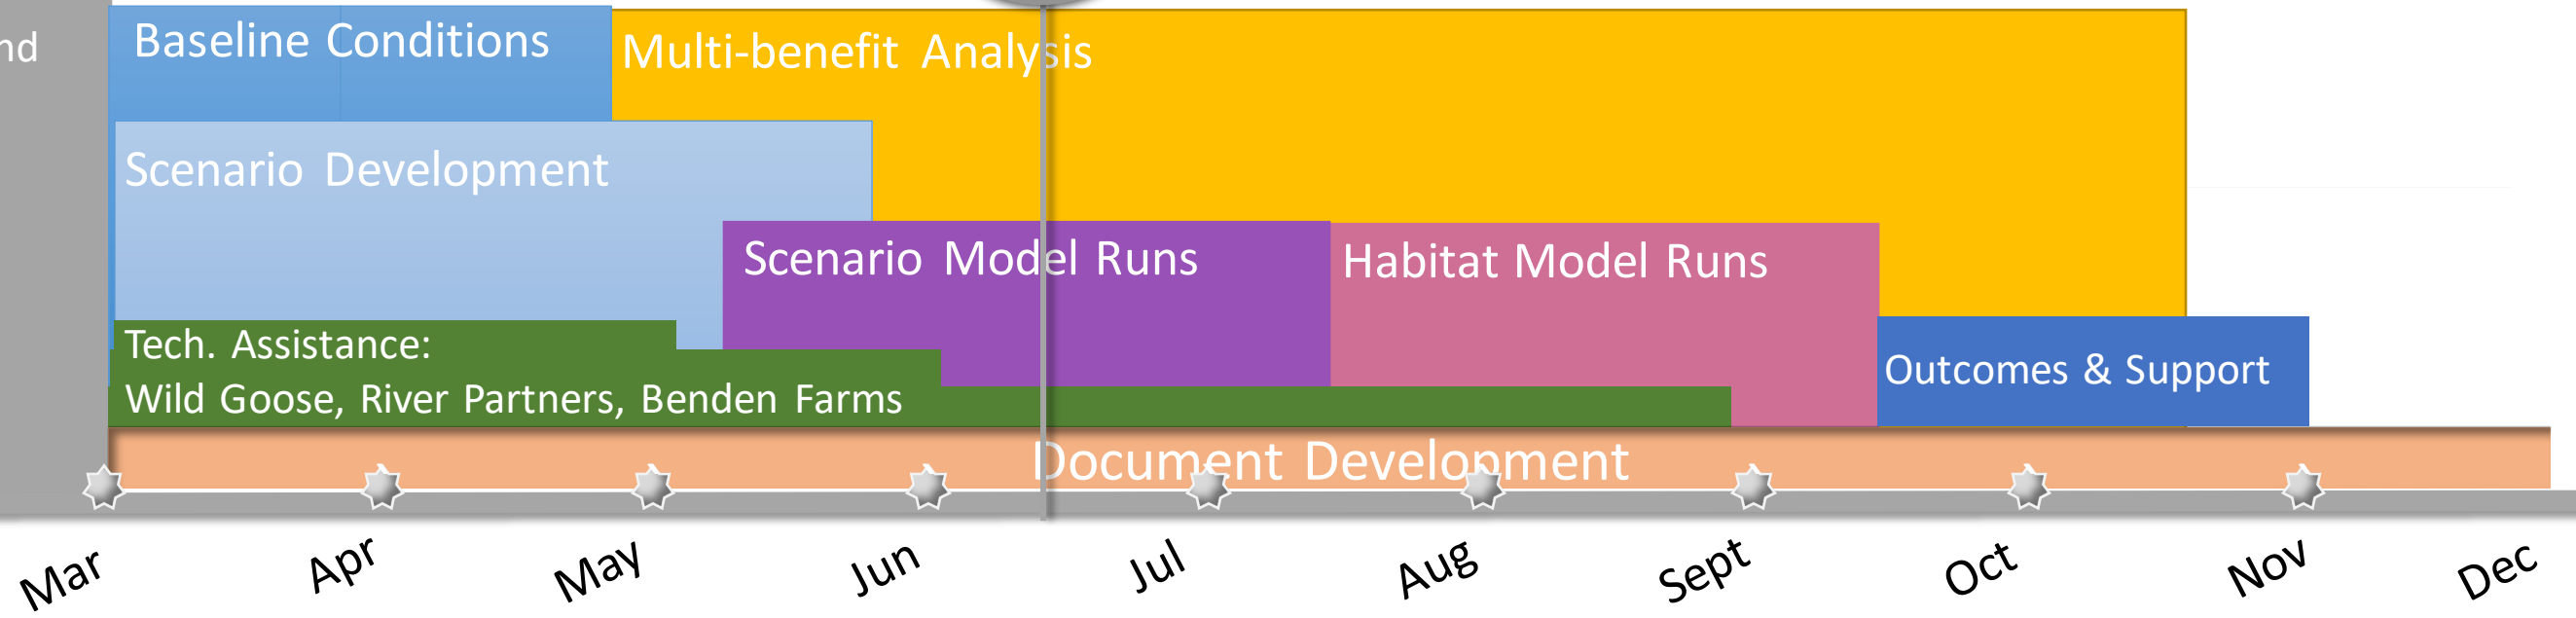 nd
Baseline Conditions
Multi-benefit Analysis
Scenario Development
Scenario Model Runs
Habitat Model Runs
Tech. Assistance:
Wild Goose, River Partners, Benden Farms
Outcomes & Support
Document Development
Mar
Apr
May
Jun
Jul
Aug
Sept
Oct
Nov
Dec